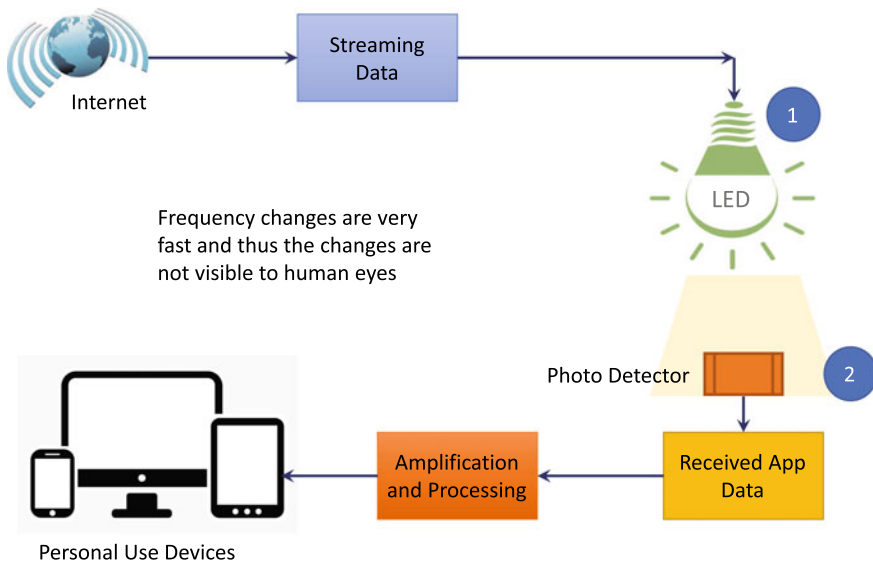 Streaming
Data
Internet
1
LED
Frequency changes are very
fast and thus the changes are
not visible to human eyes
Photo Detector
2
Received App
Data
Amplification
and Processing
Personal Use Devices